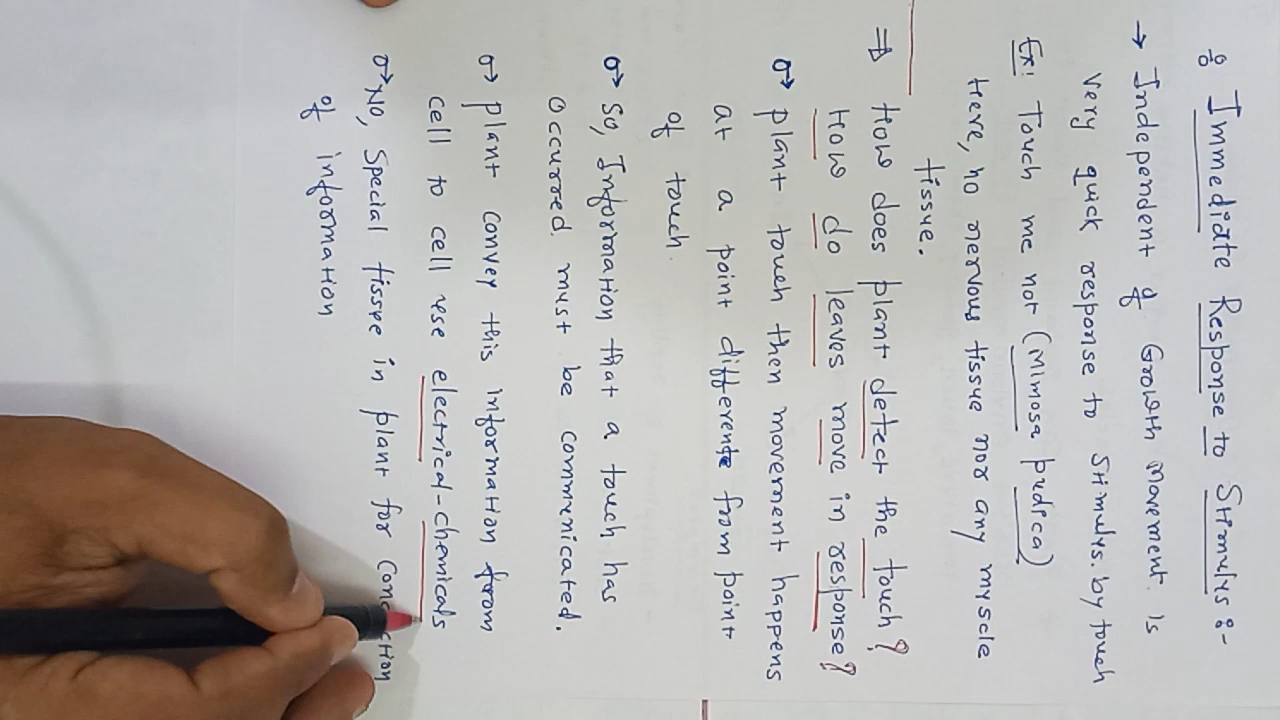 Immediate Response to Stimulus :-
→ Independent of Growth movement. is
very quick response to stimulus. by touch
Ex: Touch me not (Mimosa pudica)
Here, no nervous tissue nor any muscle
tissue.
⇒ How does plant detect the touch?
How do leaves move in response?
→ plant touch then movement happens
at a point different from point
of touch.
→ So, Information that a touch has
occurred must be communicated.
→ plant convey this information from
cell to cell use electrical-chemicals
→ No, special tissue in plant for conduction
of information